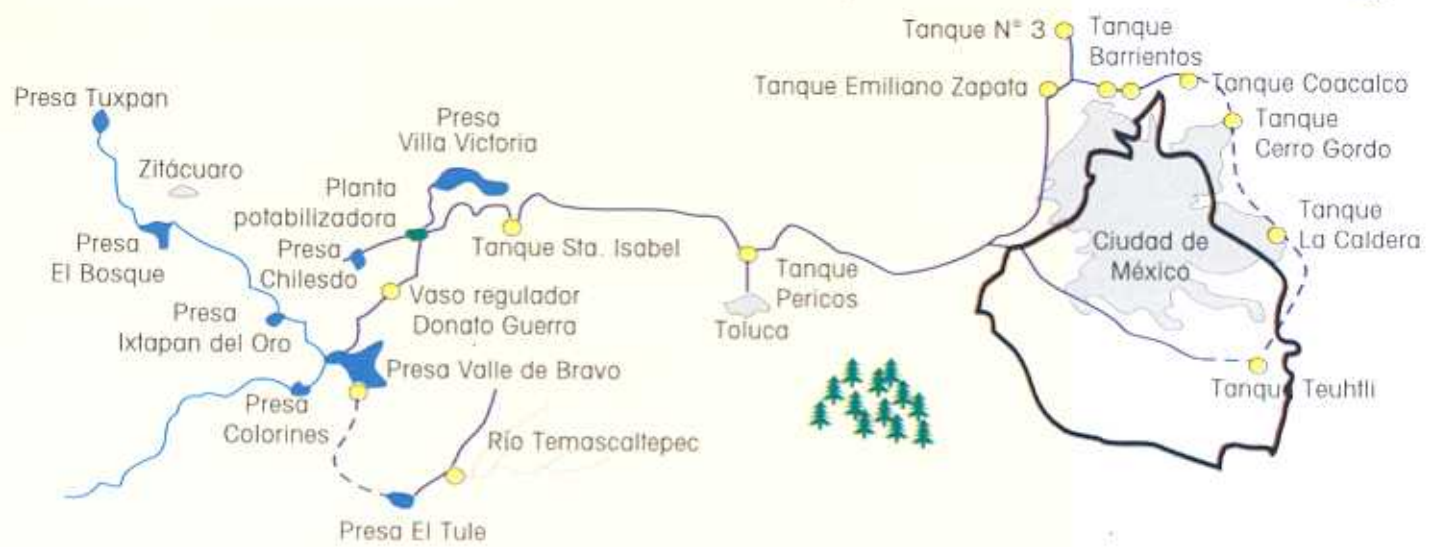 Tanque N° 3
Tanque
Barrientos
Tanque Emiliano Zapata
Tanque Coacalco
Presa Tuxpan
Presa
Villa Victoria
Tanque
Cerro Gordo
Zitácuaro
Planta
potabilizadora
Presa
El Bosque
Presa
Chilesdo
Tanque Sta. Isabel
Tanque
La Caldera
Ciudad de
México
Tanque
Pericos
Vaso regulador
Donato Guerra
Toluca
Presa
Ixtapan del Oro
Presa Valle de Bravo
Tanque Teuhtli
Presa
Colorines
Río Temascaltepec
Presa El Tule